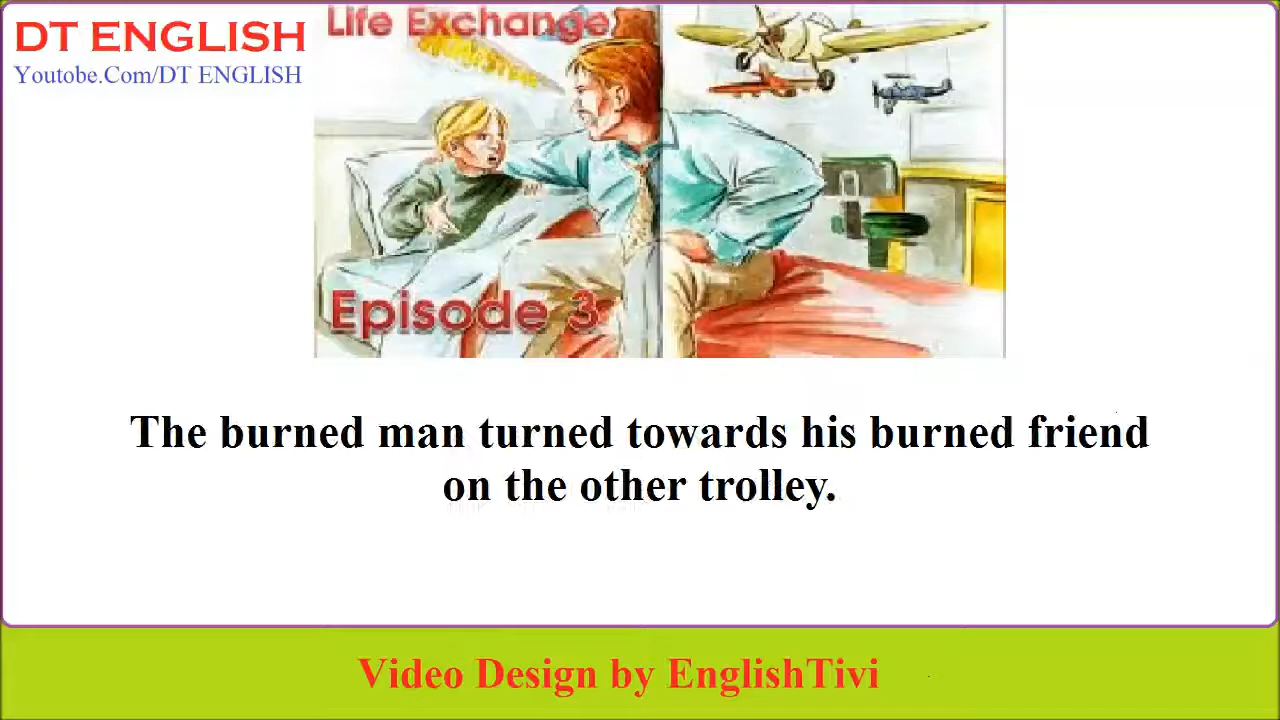 DT ENGLISH
Youtobe.Com/DT ENGLISH
Life Exchange
Episode 3
The burned man turned towards his burned friend
on the other trolley.
Video Design by EnglishTivi